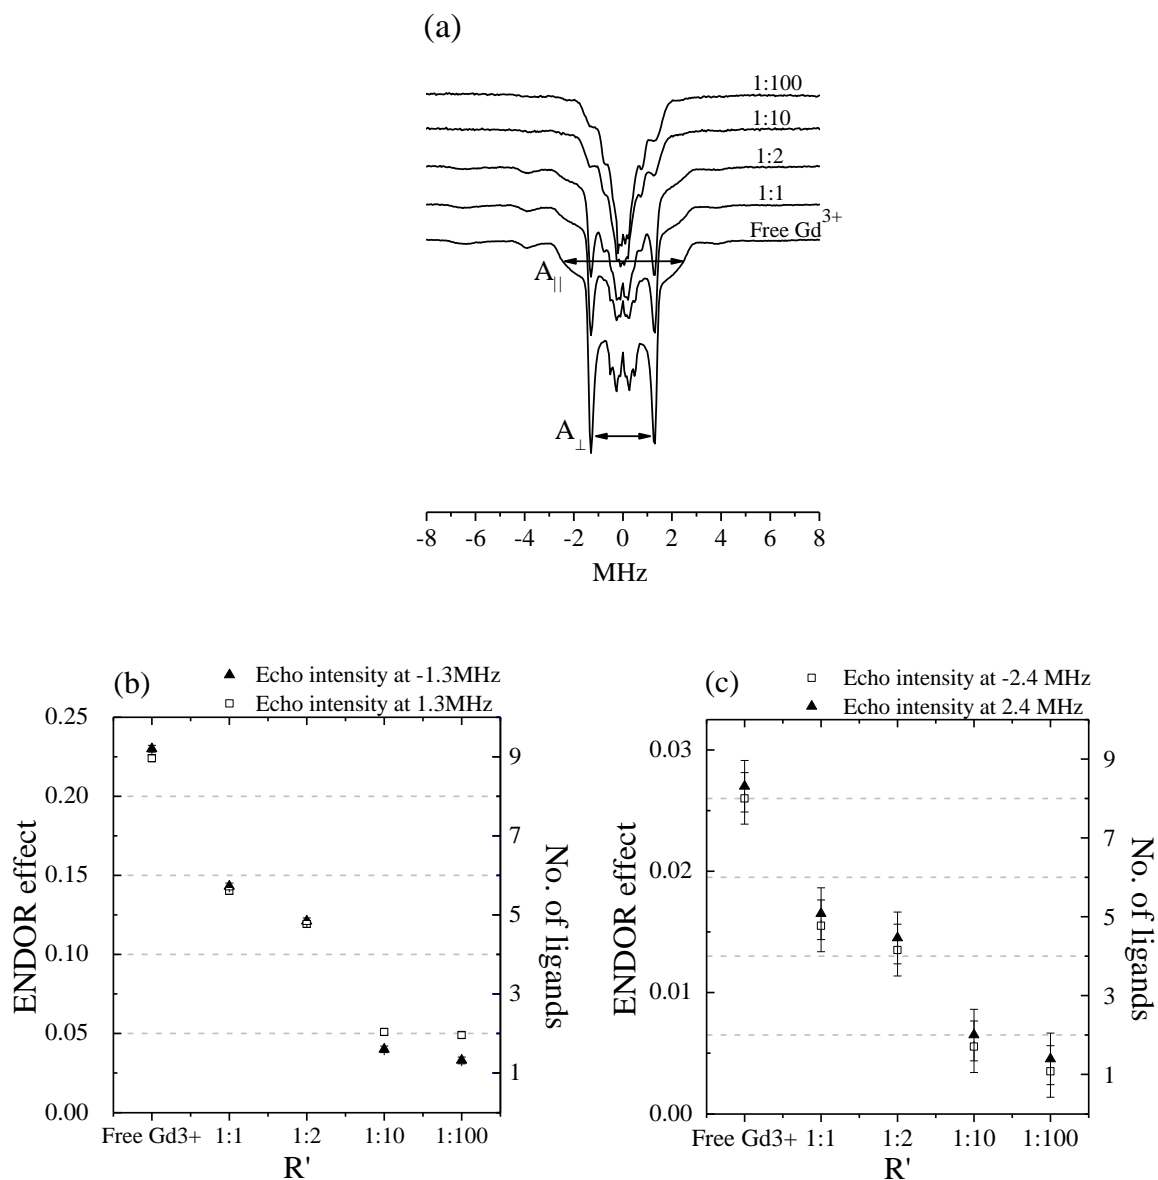 (a)
1:100
1:10
1:2
1:1
Free Gd3+
A||
A⊥
-8 -6 -4 -2 0 2 4 6 8
MHz
(b)
Echo intensity at -1.3MHz
Echo intensity at 1.3MHz
0.25
0.20
0.15
0.10
0.05
0.00
ENDOR effect
9
7
5
3
1
No. of ligands
Free Gd3+ 1:1 1:2 1:10 1:100
R'
(c)
Echo intensity at -2.4 MHz
Echo intensity at 2.4 MHz
0.03
0.02
0.01
0.00
ENDOR effect
9
7
5
3
1
No. of ligands
Free Gd3+ 1:1 1:2 1:10 1:100
R'